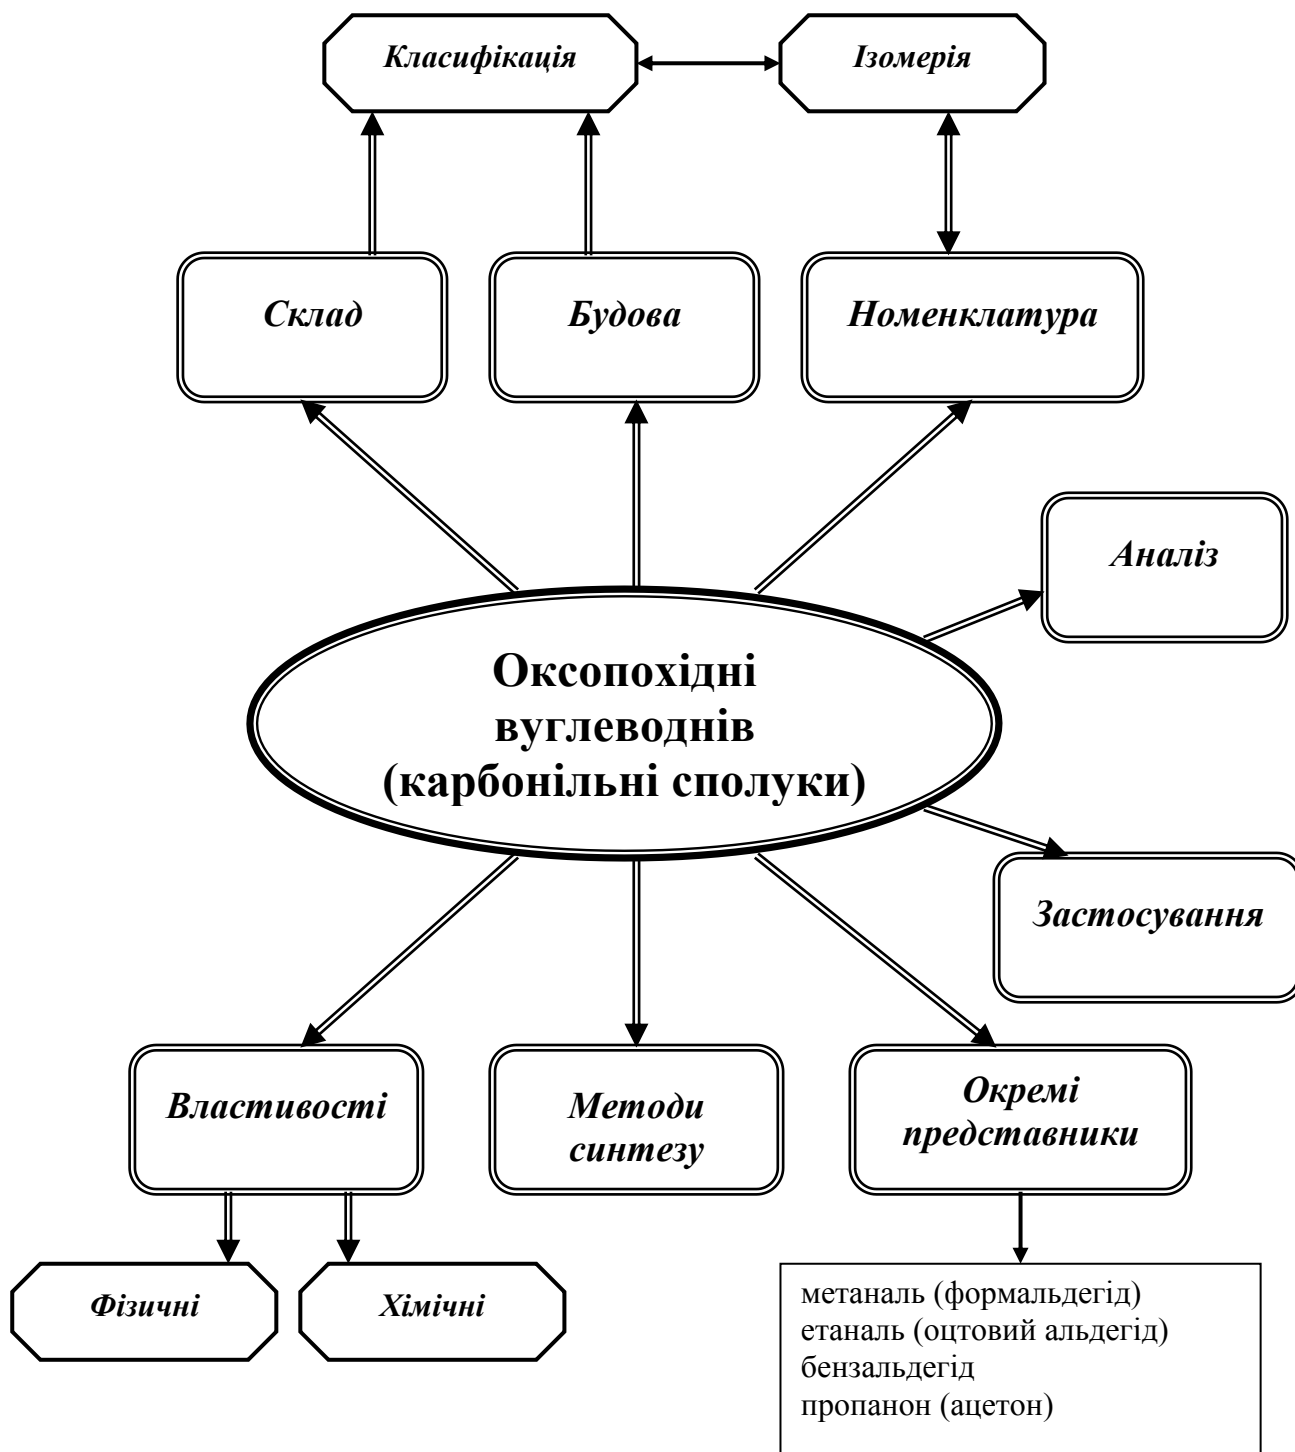 Класифікація
Ізомерія
Склад
Будова
Номенклатура
Аналіз
Оксопохідні
вуглеводнів
(карбонільні сполуки)
Застосування
Властивості
Методи
синтезу
Окремі
представники
Фізичні
Хімічні
метаналь (формальдегід)
етаналь (оцтовий альдегід)
бензальдегід
пропанон (ацетон)